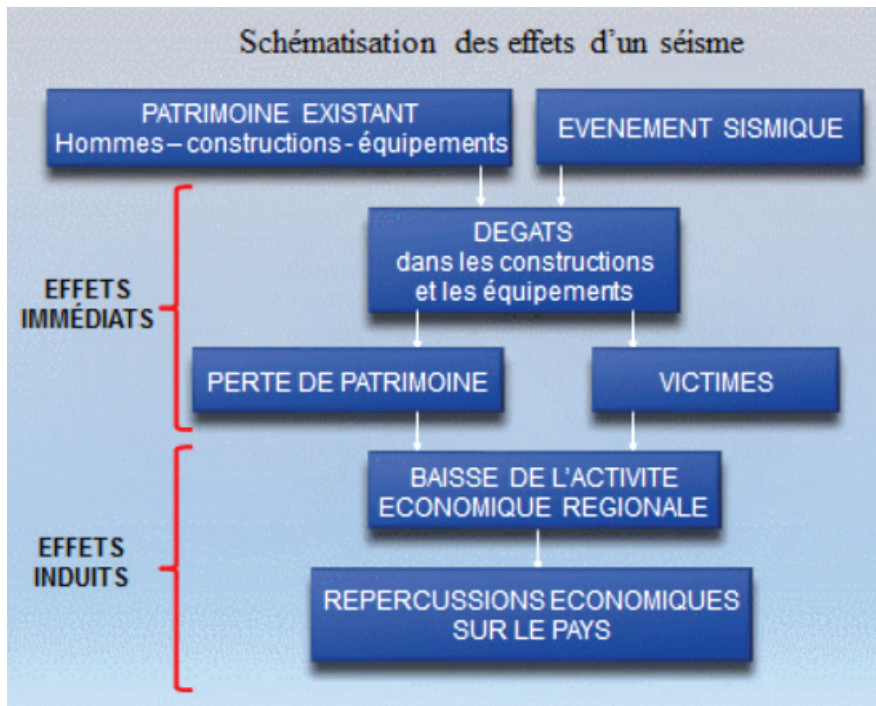 Schématisation des effets d'un séisme
PATRIMOINE EXISTANT
Hommes – constructions - équipements
EVENEMENT SISMIQUE
DEGATS
dans les constructions
et les équipements
EFFETS
IMMÉDIATS
PERTE DE PATRIMOINE
VICTIMES
BAISSE DE L'ACTIVITE
ECONOMIQUE REGIONALE
EFFETS
INDUITS
REPERCUSSIONS ECONOMIQUES
SUR LE PAYS